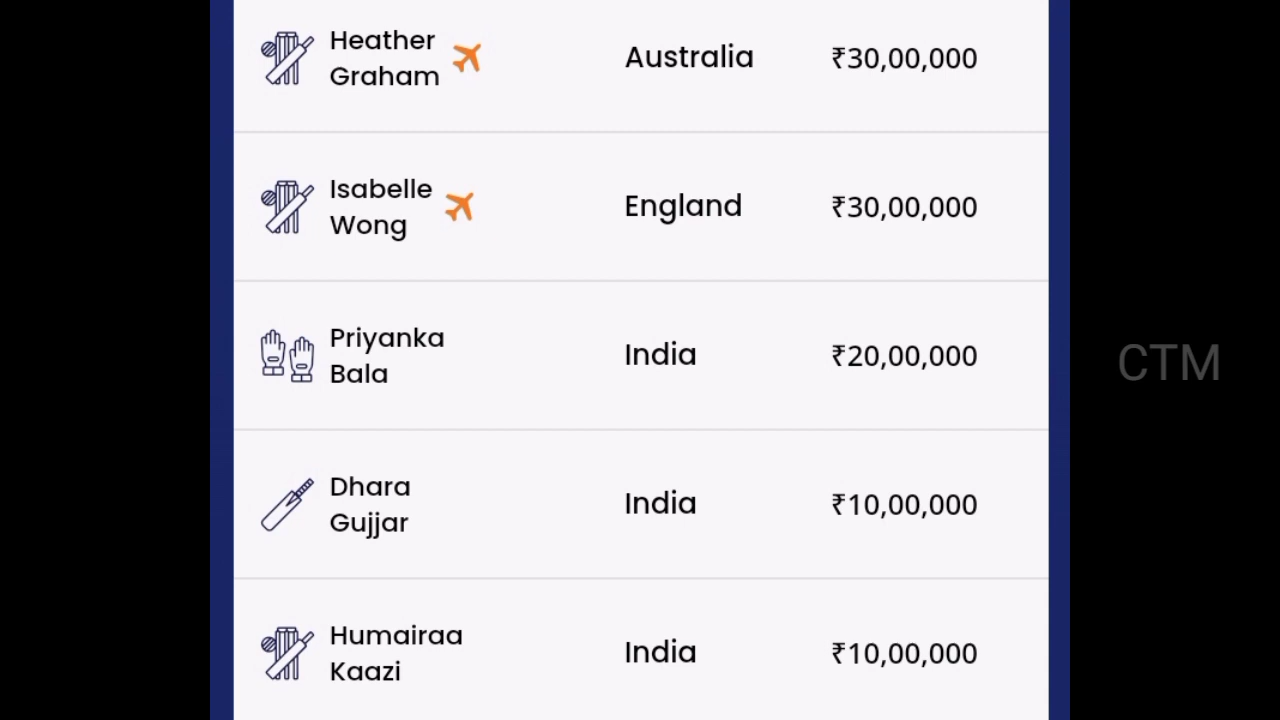 Heather
Graham
Australia
₹30,00,000
Isabelle
Wong
England
₹30,00,000
Priyanka
Bala
India
₹20,00,000
CTM
Dhara
Gujjar
India
₹10,00,000
Humairaa
Kaazi
India
₹10,00,000